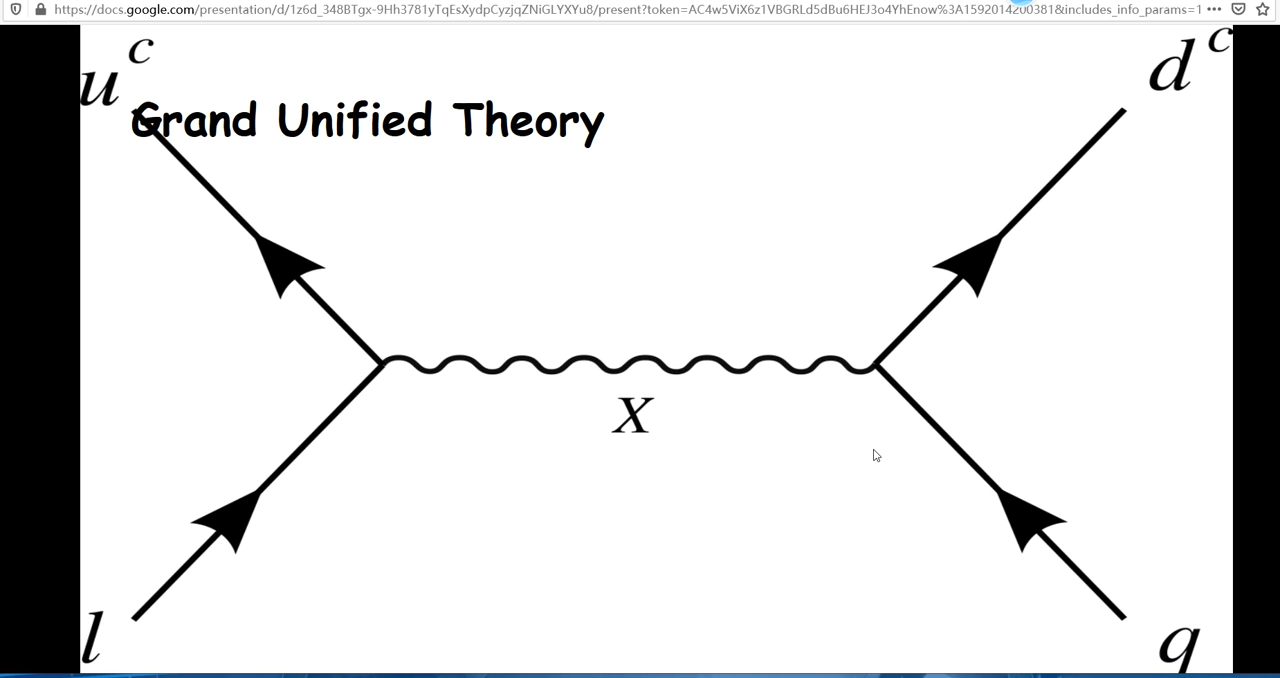 https://docs.google.com/presentation/d/1z6d_348BTgx-9Hh3781yTqEsXydpCyzjqZNiGLYXYu8/present?token=AC4w5ViX6z1VBGRLd5dBu6HEJ3o4YhEnow%3A1592014200381&includes_info_params=1
u c
d c
Grand Unified Theory
X
l
q